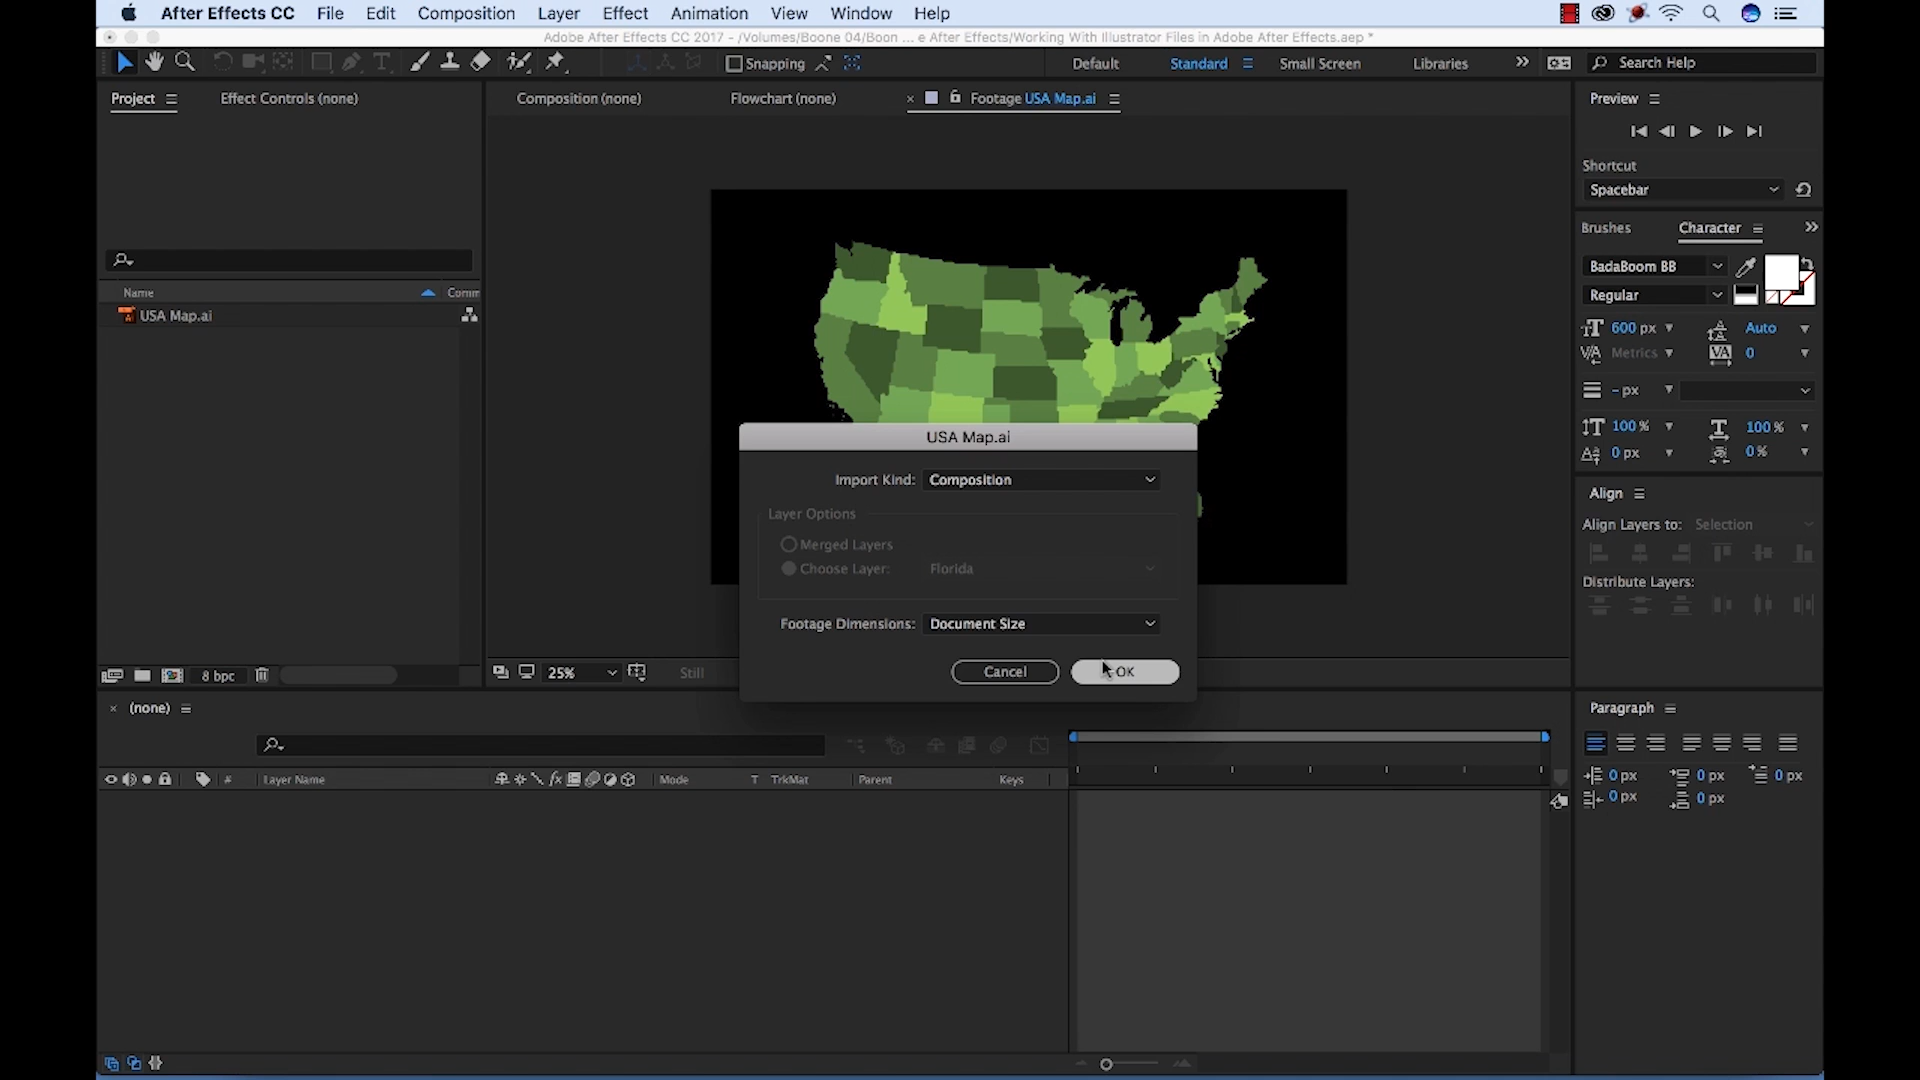 After Effects CC File Edit Composition Layer Effect Animation View Window Help
Adobe After Effects CC 2017 - /Volumes/Boone 04/Boon ... e After Effects/Working With Illustrator Files in Adobe After Effects.aep *
Snapping Default Standard Small Screen Libraries Search Help
Project Effect Controls (none) Composition (none) Flowchart (none) Footage USA Map.ai Preview
Shortcut
Spacebar
Brushes Character
BadaBoom BB
Regular
Name Comm
USA Map.ai
600 px Auto
Metrics 0
- px
100 % 100 %
0 px 0 %
USA Map.ai
Import Kind: Composition
Layer Options
Merged Layers
Choose Layer: Florida
Footage Dimensions: Document Size
Cancel OK
Align
Align Layers to: Selection
Distribute Layers:
8 bpc 25% Still
(none) Paragraph
# Layer Name Mode T TrkMat Parent Keys
0 px 0 px 0 px
0 px 0 px